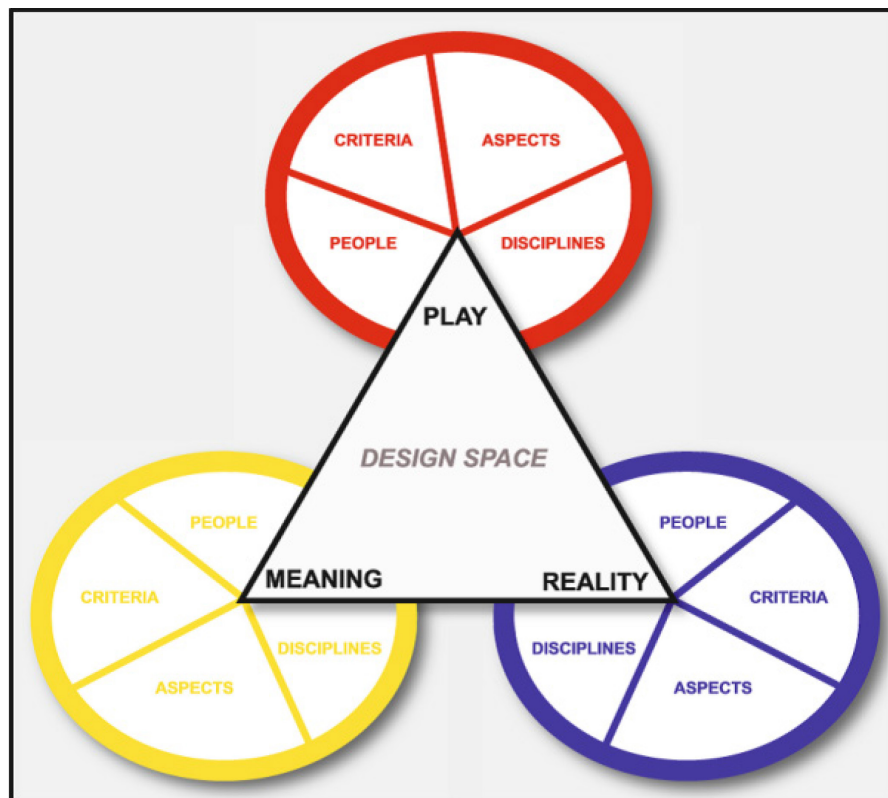 CRITERIA
ASPECTS
PEOPLE
DISCIPLINES
PLAY
DESIGN SPACE
MEANING
REALITY
PEOPLE
CRITERIA
ASPECTS
DISCIPLINES
PEOPLE
CRITERIA
DISCIPLINES
ASPECTS